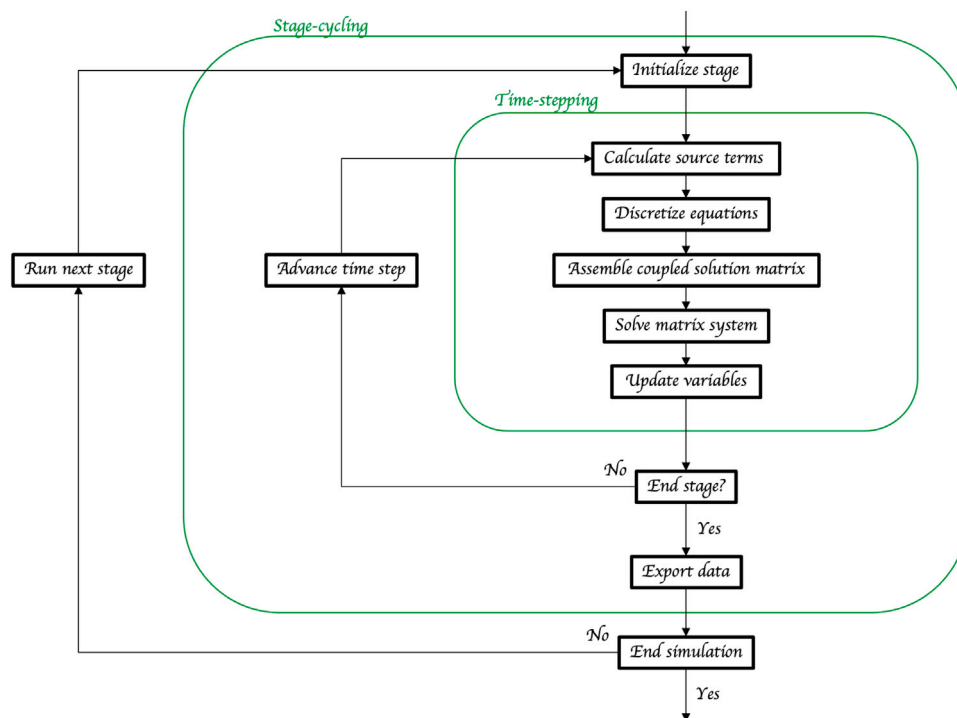 Stage-cycling
Initialize stage
Time-stepping
Calculate source terms
Discretize equations
Run next stage
Advance time step
Assemble coupled solution matrix
Solve matrix system
Update variables
No
End stage?
Yes
Export data
No
End simulation
Yes